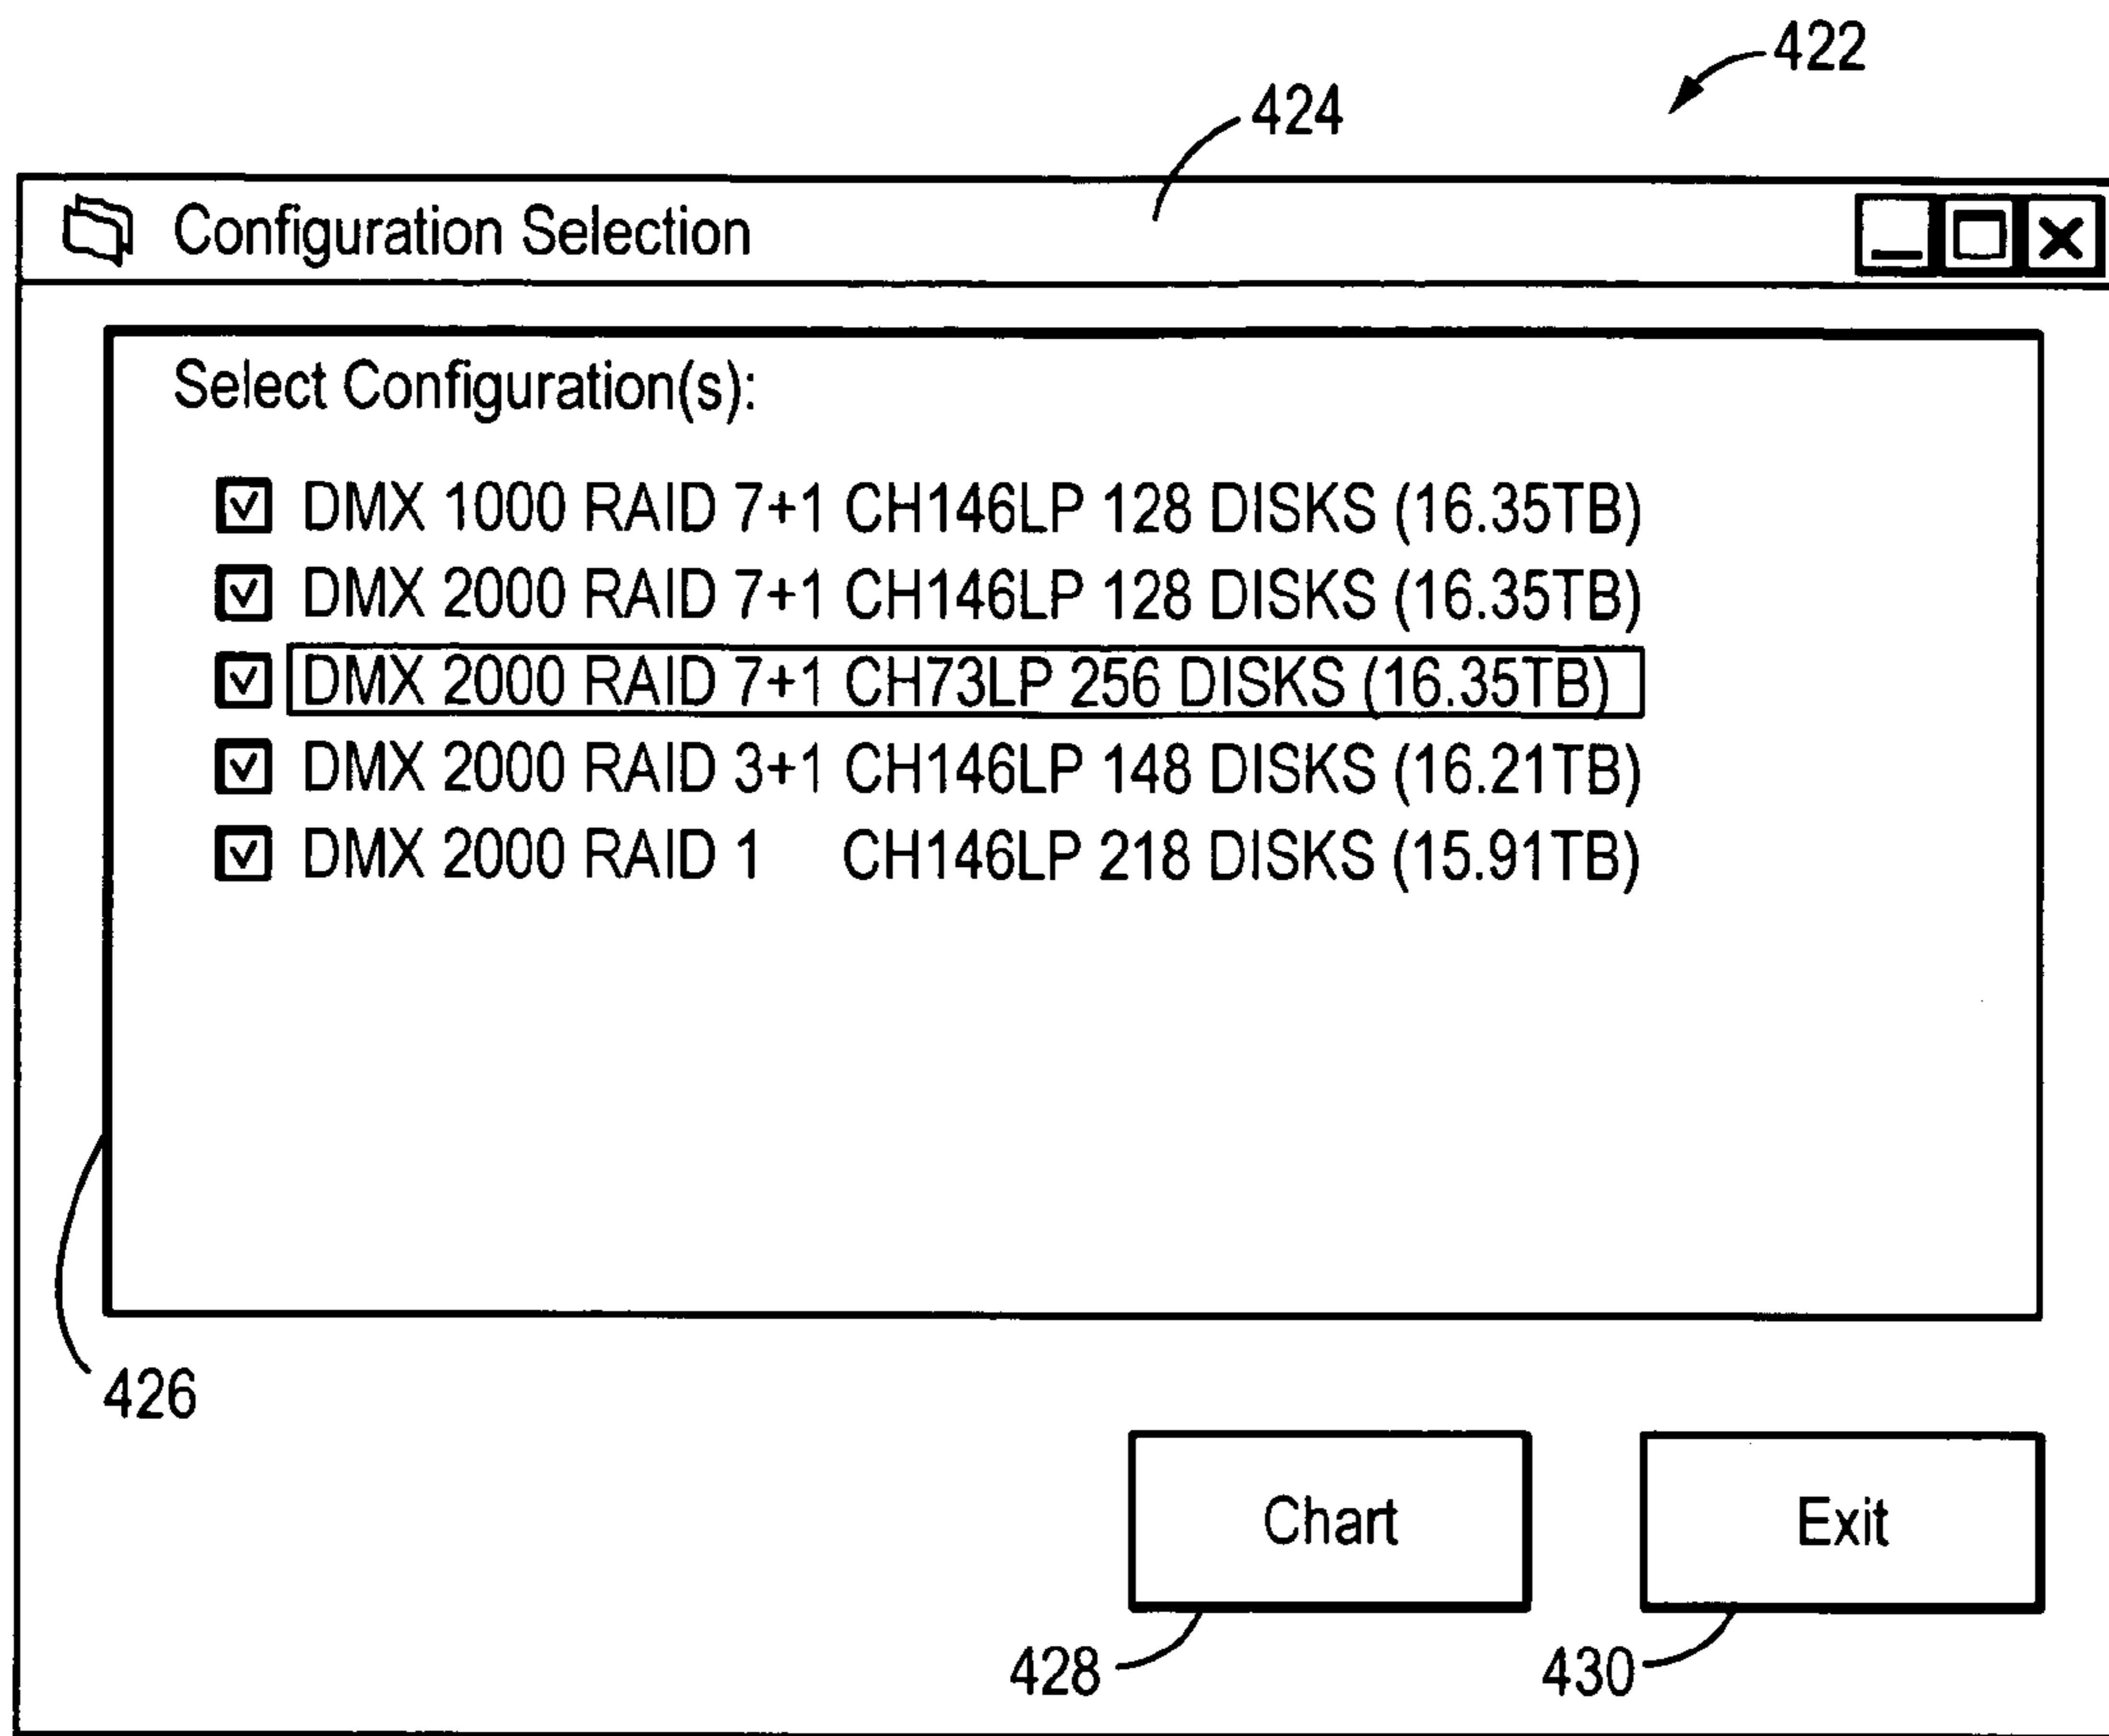 422
424
Configuration Selection
Select Configuration(s):
DMX 1000 RAID 7+1 CH146LP 128 DISKS (16.35TB)
DMX 2000 RAID 7+1 CH146LP 128 DISKS (16.35TB)
DMX 2000 RAID 7+1 CH73LP 256 DISKS (16.35TB)
DMX 2000 RAID 3+1 CH146LP 148 DISKS (16.21TB)
DMX 2000 RAID 1 CH146LP 218 DISKS (15.91TB)
426
Chart
Exit
428
430